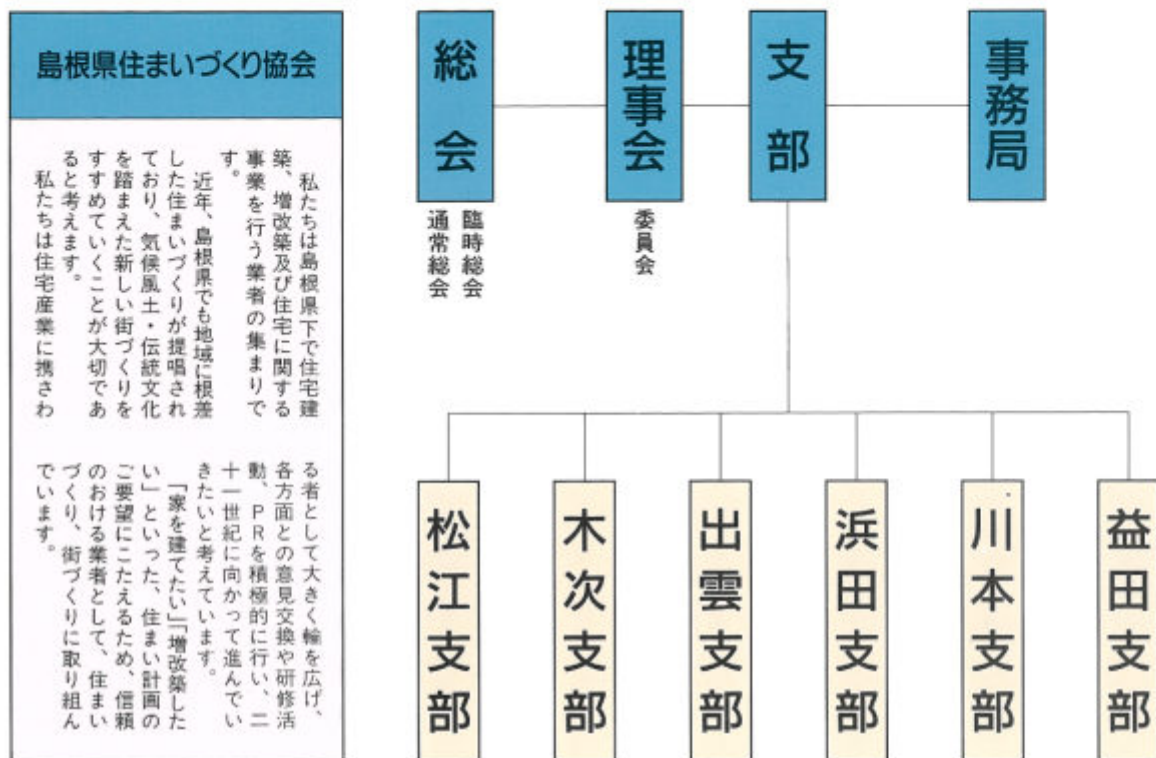 島根県住まいづくり協会
私たちは島根県下で住宅建
築、増改築及び住宅に関する
事業を行う業者の集まりで
す。
近年、島根県でも地域に根差
した住まいづくりが提唱され
ており、気候風土・伝統文化
を踏まえた新しい街づくりを
すすめていくことが大切であ
ると考えます。
私たちは住宅産業に携さわ
る者として大きく輪を広げ、
各方面との意見交換や研修活
動、PRを積極的に行い、二
十一世紀に向かって進んでい
きたいと考えています。
「家を建てたい」「増改築した
い」といった、住まい計画の
ご要望にこたえるため、信頼
のおける業者として、住まい
づくり、街づくりに取り組ん
でいます。
総会
臨時総会
通常総会
理事会
委員会
支部
事務局
松江支部
木次支部
出雲支部
浜田支部
川本支部
益田支部